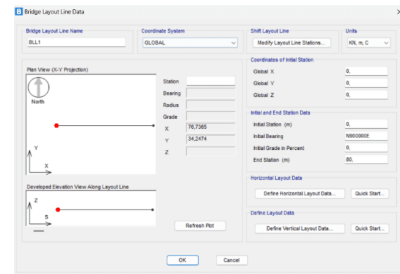 Bridge Layout Line Data
Bridge Layout Line Name
BLL1
Coordinate System
GLOBAL
Shift Layout Line
Modify Layout Line Stations...
Units
KN, m, C
Plan View (X-Y Projection)
North
Y
X
Station
Bearing
Radius
Grade
X 76,7365
Y 34,2474
Z
Coordinates of Initial Station
Global X 0,
Global Y 0,
Global Z 0,
Initial and End Station Data
Initial Station (m) 0,
Initial Bearing N900000E
Initial Grade in Percent 0,
End Station (m) 80,
Developed Elevation View Along Layout Line
Z
S
Refresh Plot
Horizontal Layout Data
Define Horizontal Layout Data... Quick Start...
Define Layout Data
Define Vertical Layout Data... Quick Start...
OK Cancel